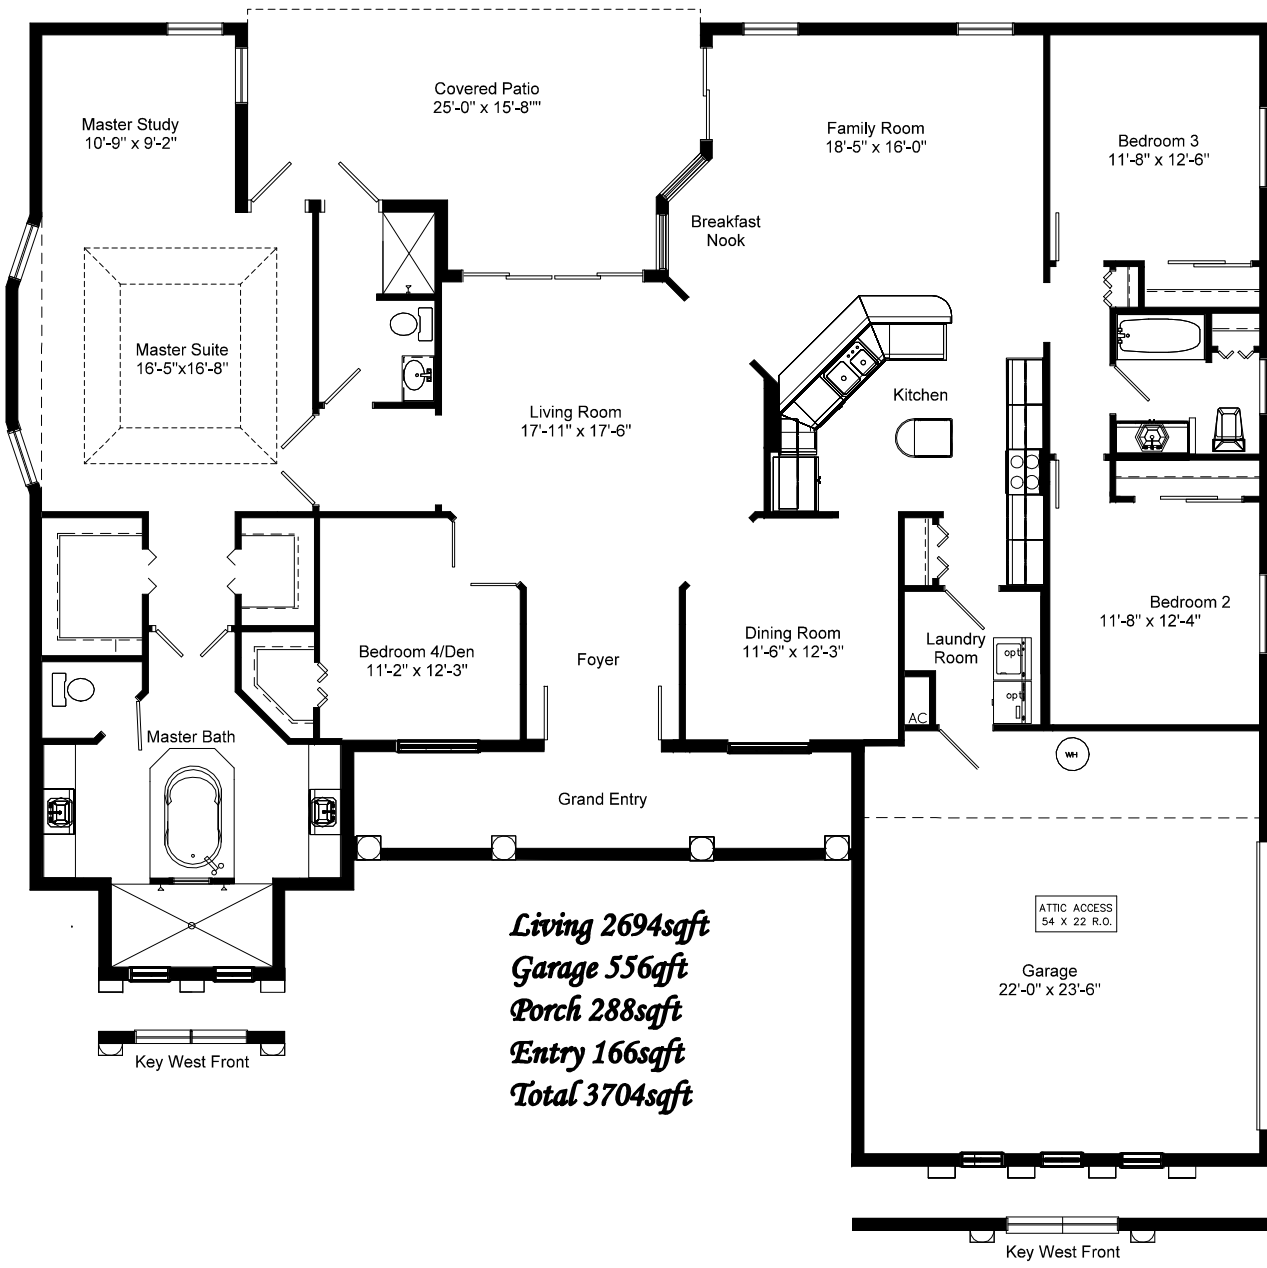 Covered Patio
25'-0" x 15'-8""
Master Study
10'-9" x 9'-2"
Family Room
18'-5" x 16'-0"
Bedroom 3
11'-8" x 12'-6"
Breakfast
Nook
Master Suite
16'-5"x16'-8"
Kitchen
Living Room
17'-11" x 17'-6"
Bedroom 2
11'-8" x 12'-4"
Dining Room
11'-6" x 12'-3"
Laundry
Room
opt
opt
Bedroom 4/Den
11'-2" x 12'-3"
Foyer
AC
Master Bath
WH
Grand Entry
ATTIC ACCESS
54 X 22 R.O.
Living 2694sqft
Garage 556qft
Porch 288sqft
Entry 166sqft
Total 3704sqft
Garage
22'-0" x 23'-6"
Key West Front
Key West Front